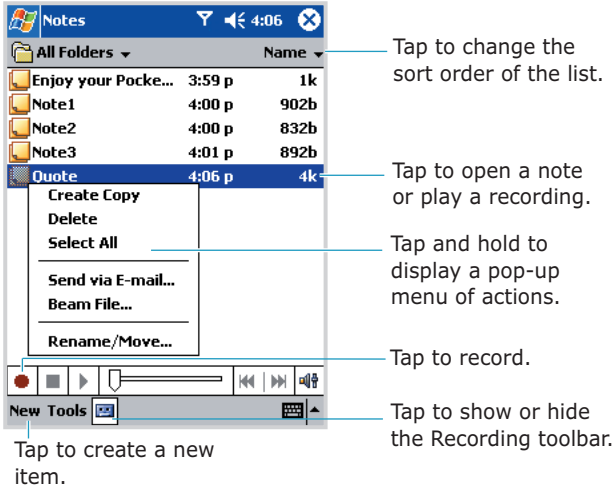 Notes 4:06
All Folders Name
Enjoy your Pocke... 3:59 p 1k
Note1 4:00 p 902b
Note2 4:00 p 832b
Note3 4:01 p 892b
Quote 4:06 p 4k
Create Copy
Delete
Select All
Send via E-mail...
Beam File...
Rename/Move...
New Tools
Tap to change the
sort order of the list.
Tap to open a note
or play a recording.
Tap and hold to
display a pop-up
menu of actions.
Tap to record.
Tap to show or hide
the Recording toolbar.
Tap to create a new
item.